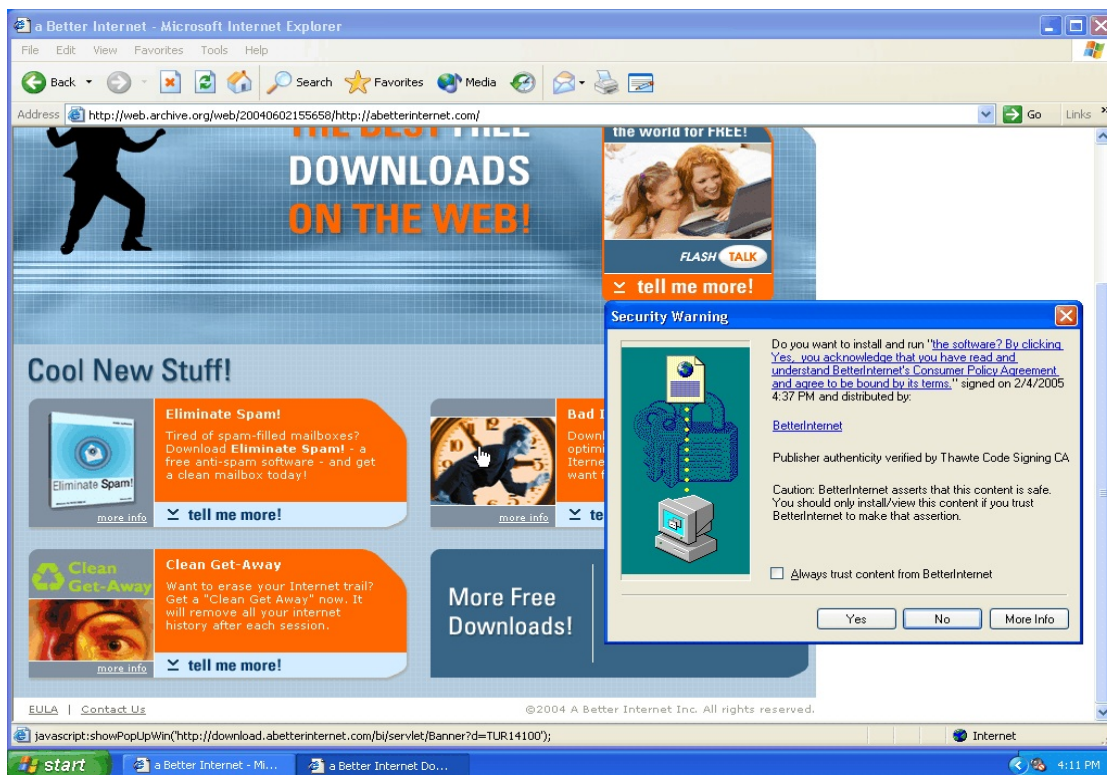 a Better Internet - Microsoft Internet Explorer
File Edit View Favorites Tools Help
Back Search Favorites Media
Address http://web.archive.org/web/20040602155658/http://abetterinternet.com/ Go Links
THE BEST FREE
DOWNLOADS
ON THE WEB!
the world for FREE!
FLASH TALK
tell me more!
Security Warning
Do you want to install and run "the software? By clicking
Yes, you acknowledge that you have read and
understand BetterInternet's Consumer Policy Agreement
and agree to be bound by its terms." signed on 2/4/2005
4:37 PM and distributed by:
BetterInternet
Publisher authenticity verified by Thawte Code Signing CA
Caution: BetterInternet asserts that this content is safe.
You should only install/view this content if you trust
BetterInternet to make that assertion.
Always trust content from BetterInternet
Yes No More Info
Cool New Stuff!
Eliminate Spam!
Eliminate Spam!
Tired of spam-filled mailboxes?
Download Eliminate Spam! - a
free anti-spam software - and get
a clean mailbox today!
more info
tell me more!
Bad I
Downl
optimi
Iterne
want f
more info
te
Clean
Get-Away
Clean Get-Away
Want to erase your Internet trail?
Get a "Clean Get Away" now. It
will remove all your internet
history after each session.
more info
tell me more!
More Free
Downloads!
EULA | Contact Us
©2004 A Better Internet Inc. All rights reserved.
javascript:showPopUpWin('http://download.abetterinternet.com/bi/servlet/Banner?d=TUR14100');
Internet
start
a Better Internet - Mi...
a Better Internet Do...
4:11 PM